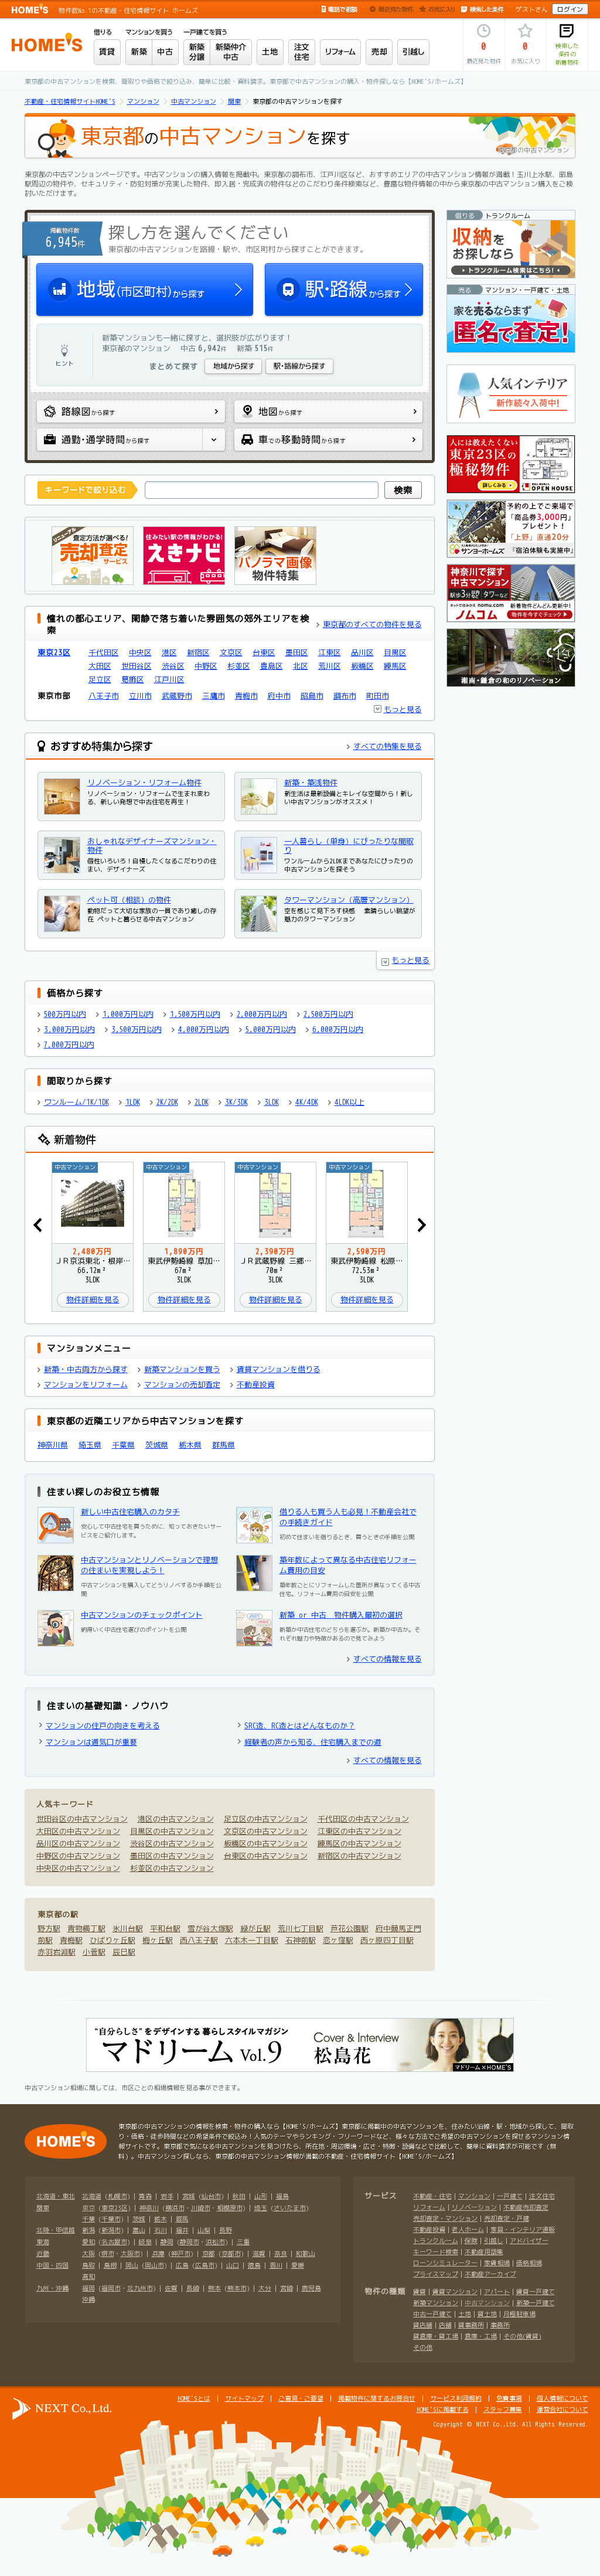 HOME'S 物件数No.1の不動産・住宅情報サイト ホームズ
電話で相談 最近見た物件 お気に入り 検索した条件 ゲストさん ログイン
HOME'S
借りる マンションを買う 一戸建てを買う
賃貸 新築 中古 新築分譲 新築仲介中古 土地 注文住宅 リフォーム 売却 引越し
0 最近見た物件
0 お気に入り
検索した条件の新着物件
東京都の中古マンションを検索、間取りや価格で絞り込み、簡単に比較・資料請求。東京都で中古マンションの購入・物件探しなら【HOME'S/ホームズ】
不動産・住宅情報サイトHOME'S > マンション > 中古マンション > 関東 > 東京都の中古マンションを探す
東京都の中古マンションを探す
東京都の中古マンション
東京都の中古マンションページです。中古マンションの購入情報を掲載中。東京都の調布市、江戸川区など、おすすめエリアの中古マンション情報が満載!玉川上水駅、昭島駅周辺の物件や、セキュリティ・防犯対策が充実した物件、即入居・完成済の物件などのこだわり条件検索など、豊富な物件情報の中から東京都の中古マンション購入をご検討いただけます。
掲載物件数
6,945件
探し方を選んでください
東京都の中古マンションを路線・駅や、市区町村から探すことができます。
地域(市区町村)から探す
駅・路線から探す
ヒント
新築マンションも一緒に探すと、選択肢が広がります!
東京都のマンション 中古 6,942件 新築 515件
まとめて探す 地域から探す 駅・路線から探す
路線図から探す 地図から探す
通勤・通学時間から探す 車での移動時間から探す
キーワードで絞り込む 検索
リニューアル 査定方法が選べる! 売却査定サービス
住みたい駅の情報がわかる! えきナビ
パノラマ画像物件特集
憧れの都心エリア、閑静で落ち着いた雰囲気の郊外エリアを検索
東京都のすべての物件を見る
東京23区 千代田区 中央区 港区 新宿区 文京区 台東区 墨田区 江東区 品川区 目黒区
大田区 世田谷区 渋谷区 中野区 杉並区 豊島区 北区 荒川区 板橋区 練馬区
足立区 葛飾区 江戸川区
東京市部 八王子市 立川市 武蔵野市 三鷹市 青梅市 府中市 昭島市 調布市 町田市
もっと見る
おすすめ特集から探す
すべての特集を見る
リノベーション・リフォーム物件
リノベーション・リフォームで生まれ変わる、新しい発想で中古住宅を再生!
新築・築浅物件
新生活は最新設備とキレイな空間から!新しい中古マンションがオススメ!
おしゃれなデザイナーズマンション・物件
個性いろいろ!自慢したくなるこだわりの住まい、デザイナーズ
一人暮らし(単身)にぴったりな間取り
ワンルームから2LDKまであなたにぴったりの中古マンションを探そう
ペット可(相談)の物件
動物だって大切な家族の一員であり癒しの存在 ペットと暮らせる中古マンション
タワーマンション(高層マンション)
空を感じて見下ろす快感 素晴らしい眺望が魅力のタワーマンション
もっと見る
価格から探す
500万円以内 1,000万円以内 1,500万円以内 2,000万円以内 2,500万円以内
3,000万円以内 3,500万円以内 4,000万円以内 5,000万円以内 6,000万円以内
7,000万円以内
間取りから探す
ワンルーム/1K/1DK 1LDK 2K/2DK 2LDK 3K/3DK 3LDK 4K/4DK 4LDK以上
新着物件
中古マンション 中古マンション 中古マンション 中古マンション
2,480万円 1,890万円 2,390万円 2,590万円
JR京浜東北・根岸… 東武伊勢崎線 草加… JR武蔵野線 三郷… 東武伊勢崎線 松原…
66.12m² 67m² 70m² 72.53m²
3LDK 3LDK 3LDK 3LDK
物件詳細を見る 物件詳細を見る 物件詳細を見る 物件詳細を見る
マンションメニュー
新築・中古両方から探す 新築マンションを買う 賃貸マンションを借りる
マンションをリフォーム マンションの売却査定 不動産投資
東京都の近隣エリアから中古マンションを探す
神奈川県 埼玉県 千葉県 茨城県 栃木県 群馬県
住まい探しのお役立ち情報
新しい中古住宅購入のカタチ
安心して中古住宅を買うために、知っておきたいサービスをご紹介します。
借りる人も買う人も必見!不動産会社での手続きガイド
初めて住まいを借りるとき、買うときの手順を公開
中古マンションとリノベーションで理想の住まいを実現しよう!
中古マンションを購入してどうリノベするか手順を公開
築年数によって異なる中古住宅リフォーム費用の目安
築年数ごとにリフォームした箇所が異なってくる中古住宅。リフォーム費用の目安を公開
中古マンションのチェックポイント
納得いく中古住宅選びのポイントを公開
新築 or 中古 物件購入最初の選択
新築か中古住宅のどちらを選ぶか。新築か中古か。それぞれ魅力や特徴があるので見てみよう
すべての情報を見る
住まいの基礎知識・ノウハウ
マンションの住戸の向きを考える SRC造、RC造とはどんなものか?
マンションは通気口が重要 経験者の声から知る、住宅購入までの道
すべての情報を見る
人気キーワード
世田谷区の中古マンション 港区の中古マンション 足立区の中古マンション 千代田区の中古マンション
大田区の中古マンション 目黒区の中古マンション 文京区の中古マンション 江東区の中古マンション
品川区の中古マンション 渋谷区の中古マンション 板橋区の中古マンション 練馬区の中古マンション
中野区の中古マンション 墨田区の中古マンション 台東区の中古マンション 新宿区の中古マンション
中央区の中古マンション 杉並区の中古マンション
東京都の駅
野方駅 青物横丁駅 氷川台駅 平和台駅 雪が谷大塚駅 緑が丘駅 荒川七丁目駅 芦花公園駅 府中競馬正門前駅 青梅駅 ひばりヶ丘駅 梅ヶ丘駅 西八王子駅 六本木一丁目駅 石神前駅 恋ヶ窪駅 西ヶ原四丁目駅
赤羽岩淵駅 小菅駅 辰巳駅
借りる トランクルーム
収納をお探しなら
トランクルーム検索はこちら!
売る マンション・一戸建て・土地
家を売るならまず 匿名で査定!
人気インテリア
新作続々入荷中!
人には教えたくない 東京23区の極秘物件
詳しくみる
OPEN HOUSE
予約の上でご来場で「商品券3,000円」プレゼント!
「上野」直通20分
サンヨーホームズ 「宿泊体験も実施中」
神奈川で探す 中古マンション
駅歩3分 タワーなど
ノムコム nomu.com 新着物件どんどん更新中! 物件を今すぐチェック
湘南・鎌倉の和のリノベーション
“自分らしさ”をデザインする暮らしスタイルマガジン
マドリーム Vol.9
Cover & Interview 松島花
マドリーム×HOME'S
中古マンション相場に関しては、市区ごとの相場情報を見る事ができます。
HOME'S
東京都の中古マンションの情報を検索・物件の購入なら【HOME'S/ホームズ】東京都に掲載中の中古マンションを、住みたい沿線・駅・地域から探して、間取り・価格・徒歩時間などの希望条件で絞込み!人気のテーマやランキング・フリーワードなど、様々な方法でご希望の中古マンションを探せるマンション情報サイトです。東京都で気になる中古マンションを見つけたら、所在地・周辺環境・広さ・特徴・設備などで比較して、簡単に資料請求が可能です(無料)。中古マンション探しなら、東京都の中古マンション情報が満載の不動産・住宅情報サイト【HOME'S/ホームズ】
北海道・東北 北海道(札幌市)|青森|岩手|宮城(仙台市)|秋田|山形|福島
関東 東京(東京23区)|神奈川(横浜市・川崎市・相模原市)|埼玉(さいたま市)
千葉(千葉市)|茨城|栃木|群馬
北陸・甲信越 新潟(新潟市)|富山|石川|福井|山梨|長野
東海 愛知(名古屋市)|岐阜|静岡(静岡市・浜松市)|三重
近畿 大阪(堺市・大阪市)|兵庫(神戸市)|京都(京都市)|滋賀|奈良|和歌山
中国・四国 鳥取|島根|岡山(岡山市)|広島(広島市)|山口|徳島|香川|愛媛
高知
九州・沖縄 福岡(福岡市・北九州市)|佐賀|長崎|熊本(熊本市)|大分|宮崎|鹿児島
沖縄
サービス 不動産・住宅|マンション|一戸建て|注文住宅
リフォーム|リノベーション|不動産売却査定
売却査定・マンション|売却査定・戸建
不動産投資|老人ホーム|家具・インテリア通販
トランクルーム|保険|引越し|アドバイザー
キーワード検索|不動産用語集
ローンシミュレーター|家賃相場|価格相場
プライスマップ|不動産アーカイブ
物件の種類 賃貸|賃貸マンション|アパート|賃貸一戸建て
新築マンション|中古マンション|新築一戸建て
中古一戸建て|土地|貸土地|月極駐車場
貸店舗|店舗|貸事務所|事務所
貸倉庫・貸工場|倉庫・工場|その他(賃貸)
その他
NEXT Co.,Ltd.
HOME'Sとは|サイトマップ|ご意見・ご要望|掲載物件に関するお問合せ|サービス利用規約|免責事項|個人情報について
HOME'Sに掲載する|スタッフ募集|運営会社について
Copyright © NEXT Co.,Ltd. All Rights Reserved.